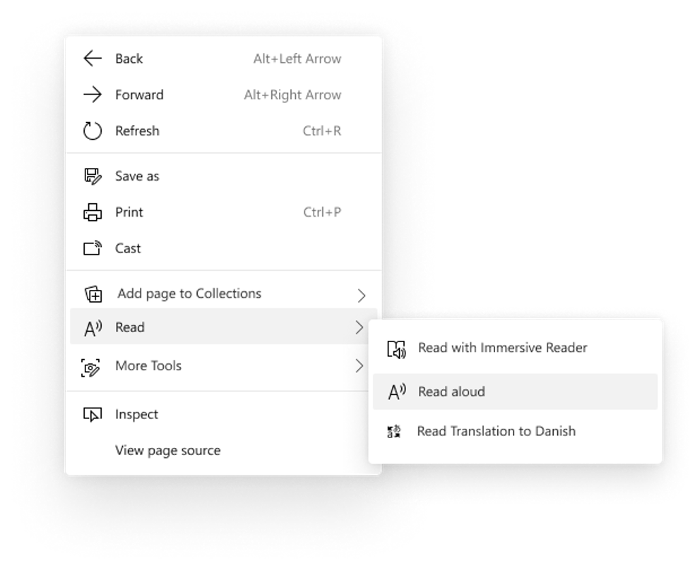 Back Alt+Left Arrow
Forward Alt+Right Arrow
Refresh Ctrl+R
Save as
Print Ctrl+P
Cast
Add page to Collections
Read
More Tools
Inspect
View page source
Read with Immersive Reader
Read aloud
Read Translation to Danish